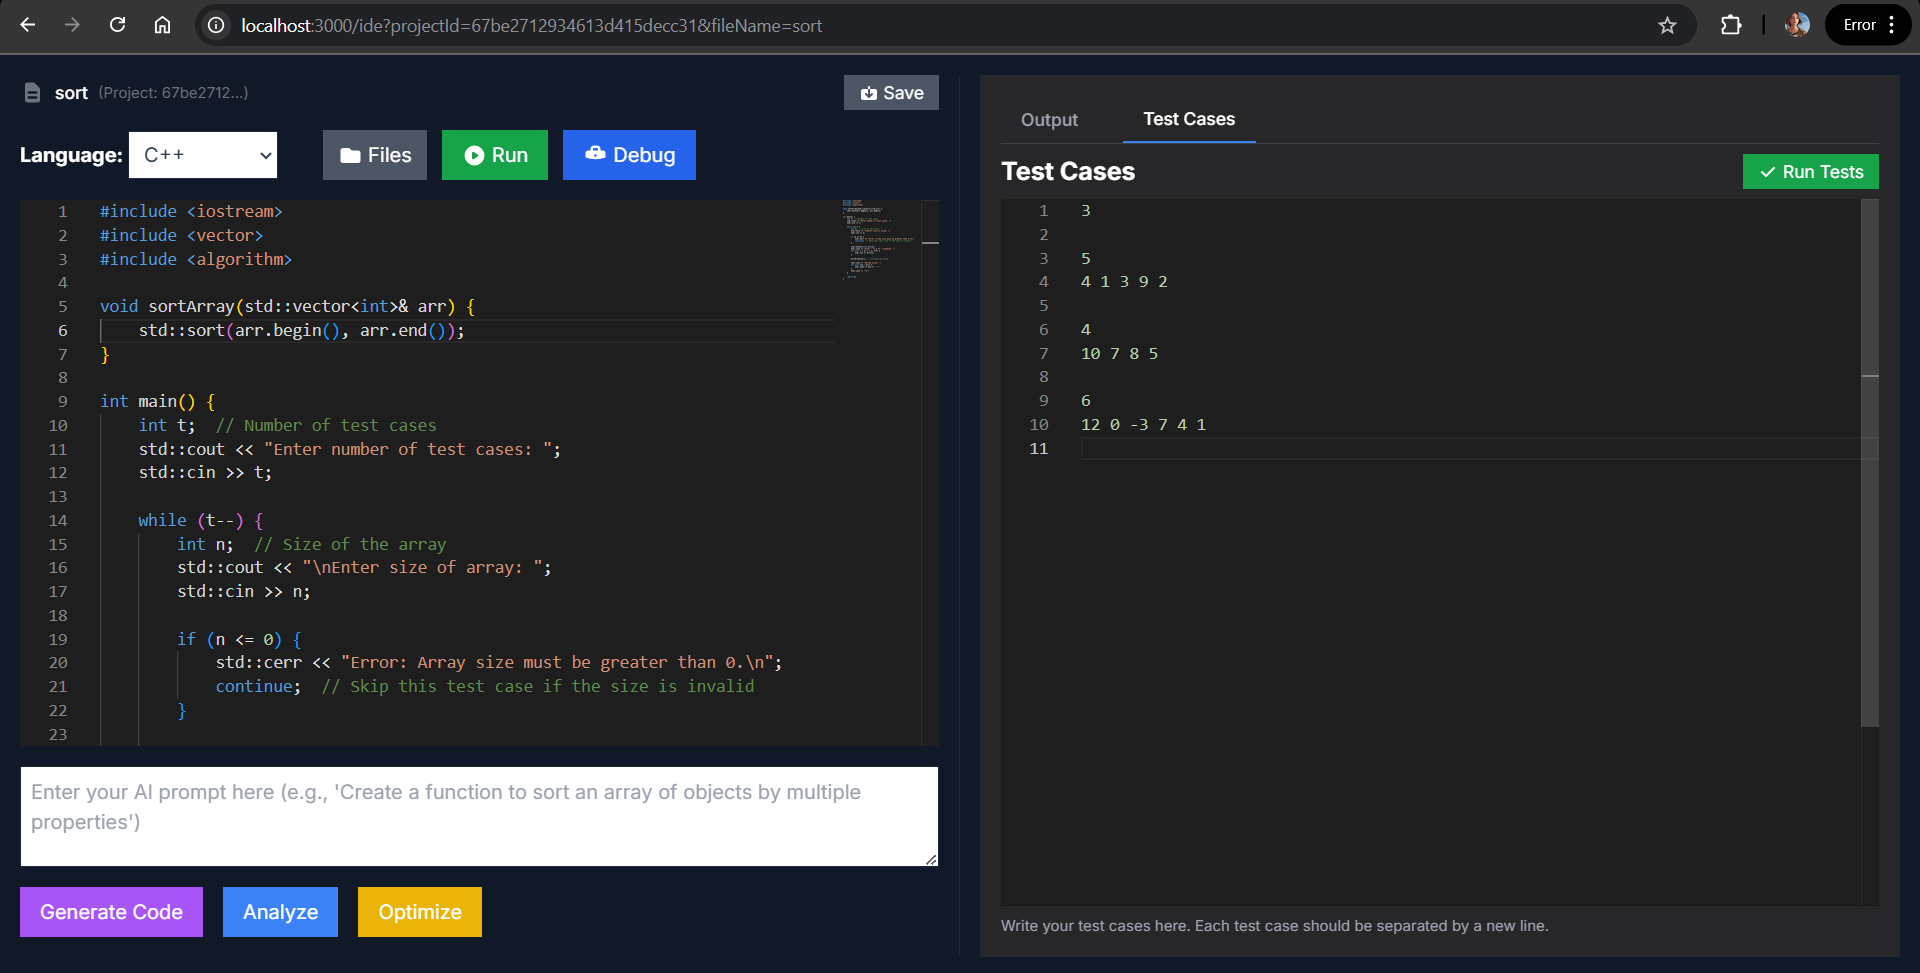 localhost:3000/ide?projectId=67be2712934613d415decc31&fileName=sort
Error
sort (Project: 67be2712...)
Save
Language: C++
Files
Run
Debug
1 #include <iostream>
2 #include <vector>
3 #include <algorithm>
4
5 void sortArray(std::vector<int>& arr) {
6     std::sort(arr.begin(), arr.end());
7 }
8
9 int main() {
10     int t;  // Number of test cases
11     std::cout << "Enter number of test cases: ";
12     std::cin >> t;
13
14     while (t--) {
15         int n;  // Size of the array
16         std::cout << "\nEnter size of array: ";
17         std::cin >> n;
18
19         if (n <= 0) {
20             std::cerr << "Error: Array size must be greater than 0.\n";
21             continue;  // Skip this test case if the size is invalid
22         }
23
Enter your AI prompt here (e.g., 'Create a function to sort an array of objects by multiple
properties')
Generate Code
Analyze
Optimize
Output
Test Cases
Test Cases
Run Tests
1 3
2
3 5
4 4 1 3 9 2
5
6 4
7 10 7 8 5
8
9 6
10 12 0 -3 7 4 1
11
Write your test cases here. Each test case should be separated by a new line.